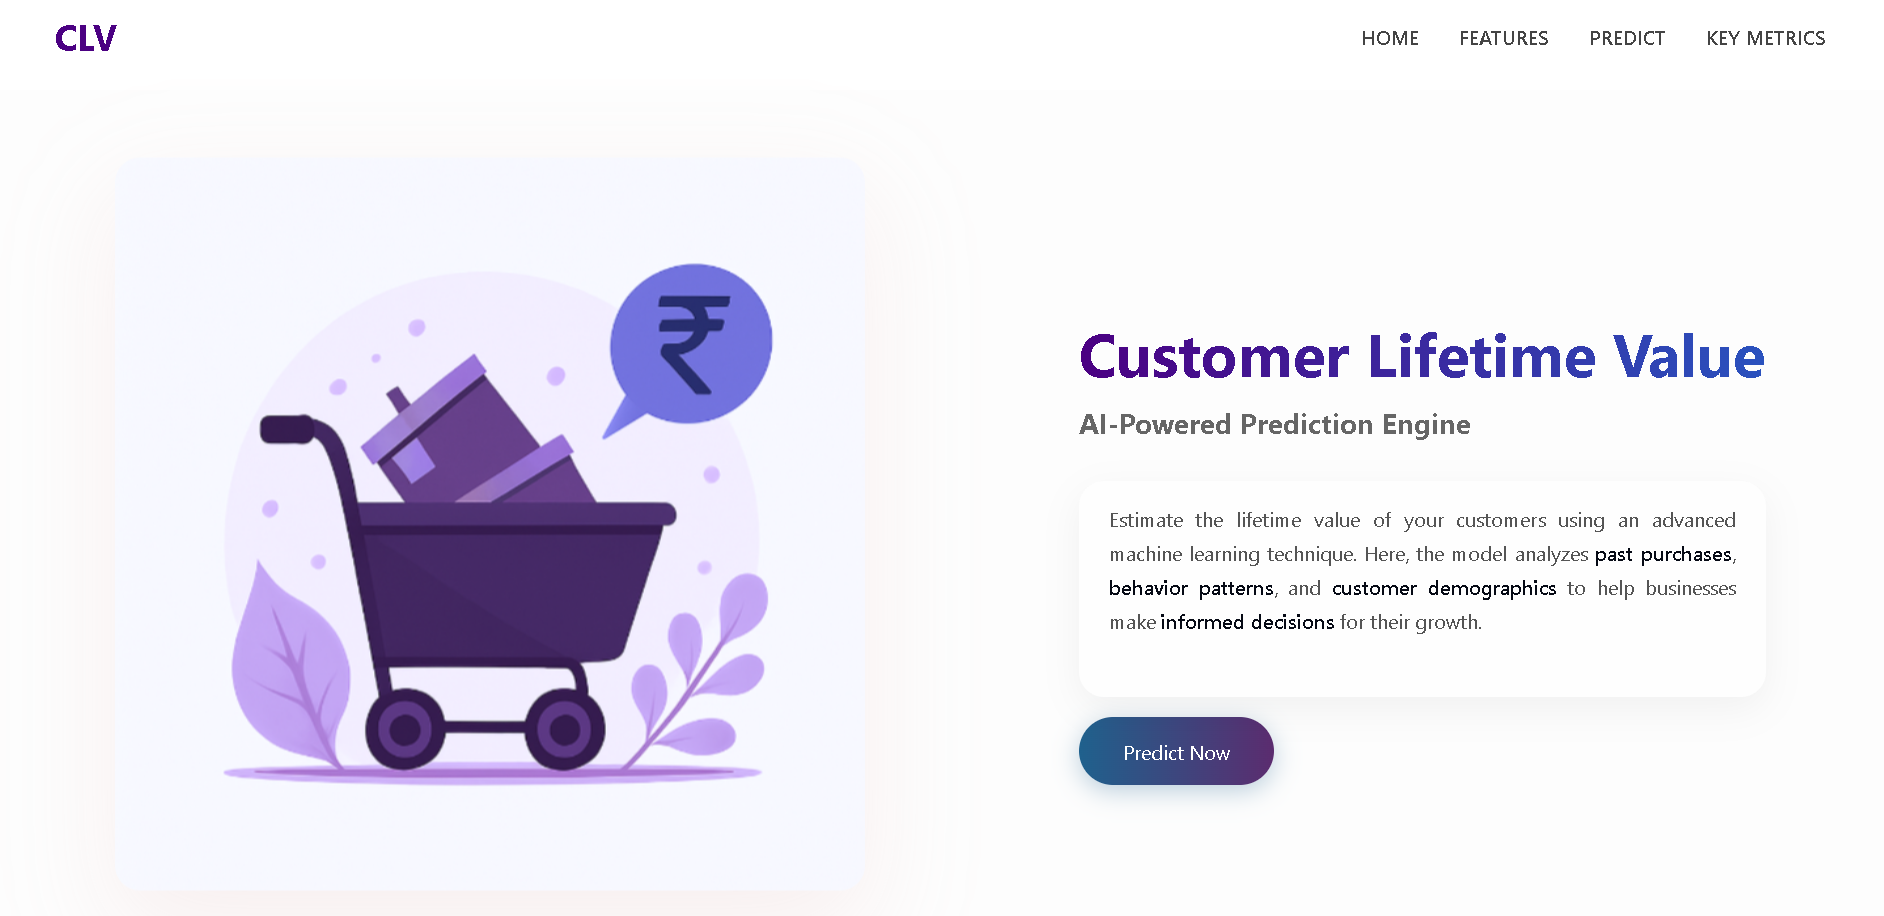 CLV
HOME
FEATURES
PREDICT
KEY METRICS
₹
Customer Lifetime Value
AI-Powered Prediction Engine
Estimate the lifetime value of your customers using an advanced
machine learning technique. Here, the model analyzes past purchases,
behavior patterns, and customer demographics to help businesses
make informed decisions for their growth.
Predict Now